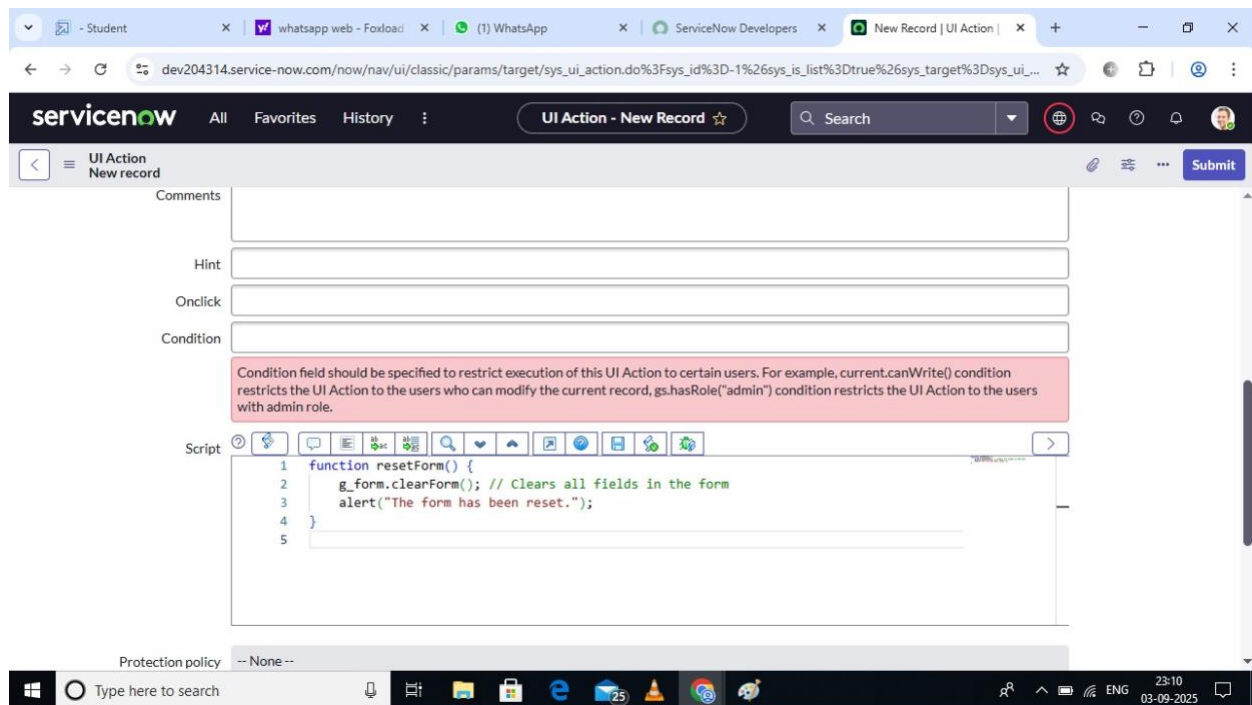 - Student
whatsapp web - Foxload
(1) WhatsApp
ServiceNow Developers
New Record | UI Action |
dev204314.service-now.com/now/nav/ui/classic/params/target/sys_ui_action.do%3Fsys_id%3D-1%26sys_is_list%3Dtrue%26sys_target%3Dsys_ui_...
servicenow All Favorites History UI Action - New Record Search
UI Action
New record
Submit
Comments
Hint
Onclick
Condition
Condition field should be specified to restrict execution of this UI Action to certain users. For example, current.canWrite() condition
restricts the UI Action to the users who can modify the current record, gs.hasRole("admin") condition restricts the UI Action to the users
with admin role.
Script
1 function resetForm() {
2 g_form.clearForm(); // Clears all fields in the form
3 alert("The form has been reset.");
4 }
5
Protection policy -- None --
Type here to search
25
ENG
23:10
03-09-2025